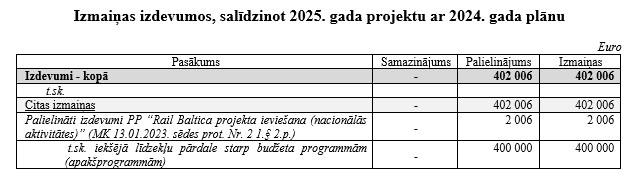 Izmaiņas izdevumos, salīdzinot 2025. gada projektu ar 2024. gada plānu
Euro
Pasākums Samazinājums Palielinājums Izmaiņas
Izdevumi - kopā - 402 006 402 006
t.sk.
Citas izmaiņas - 402 006 402 006
Palielināti izdevumi PP “Rail Baltica projekta ieviešana (nacionālās - 2 006 2 006
aktivitātes)” (MK 13.01.2023. sēdes prot. Nr. 2 1.§ 2.p.)
t.sk. iekšējā līdzekļu pārdale starp budžeta programmām - 400 000 400 000
(apakšprogrammām)